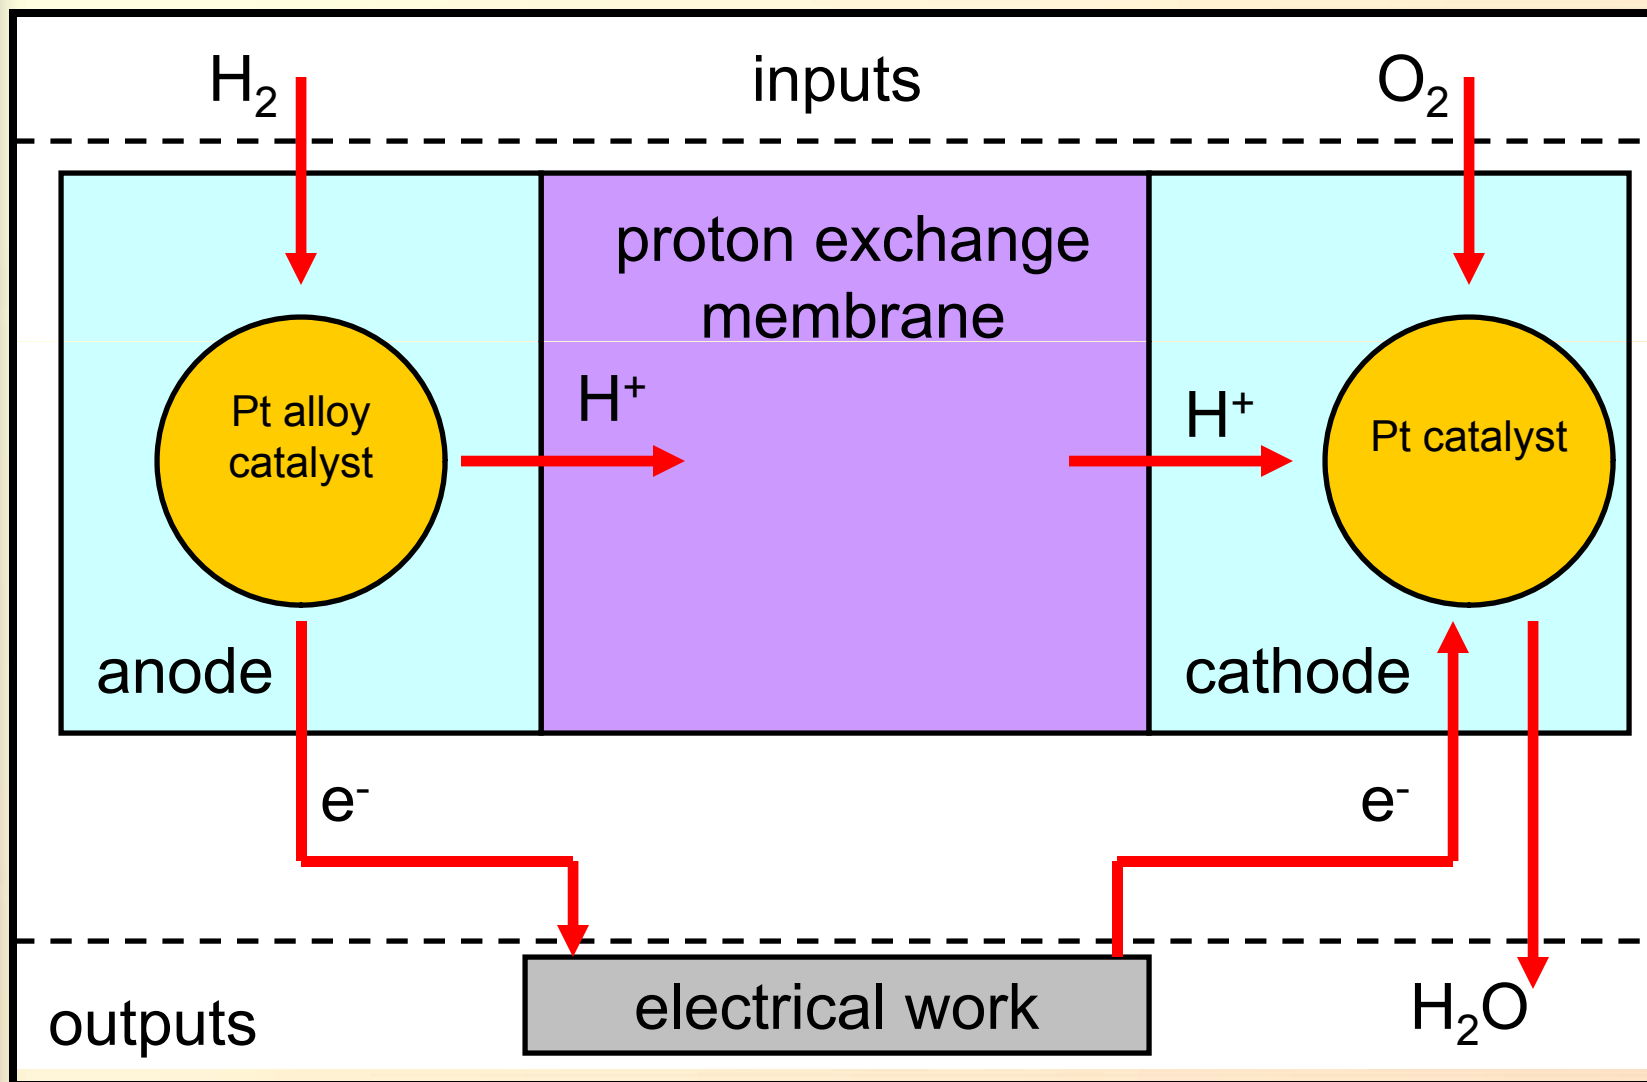 H₂
inputs
O₂
proton exchange
membrane
H⁺
H⁺
Pt alloy
catalyst
Pt catalyst
anode
cathode
e⁻
e⁻
electrical work
outputs
H₂O